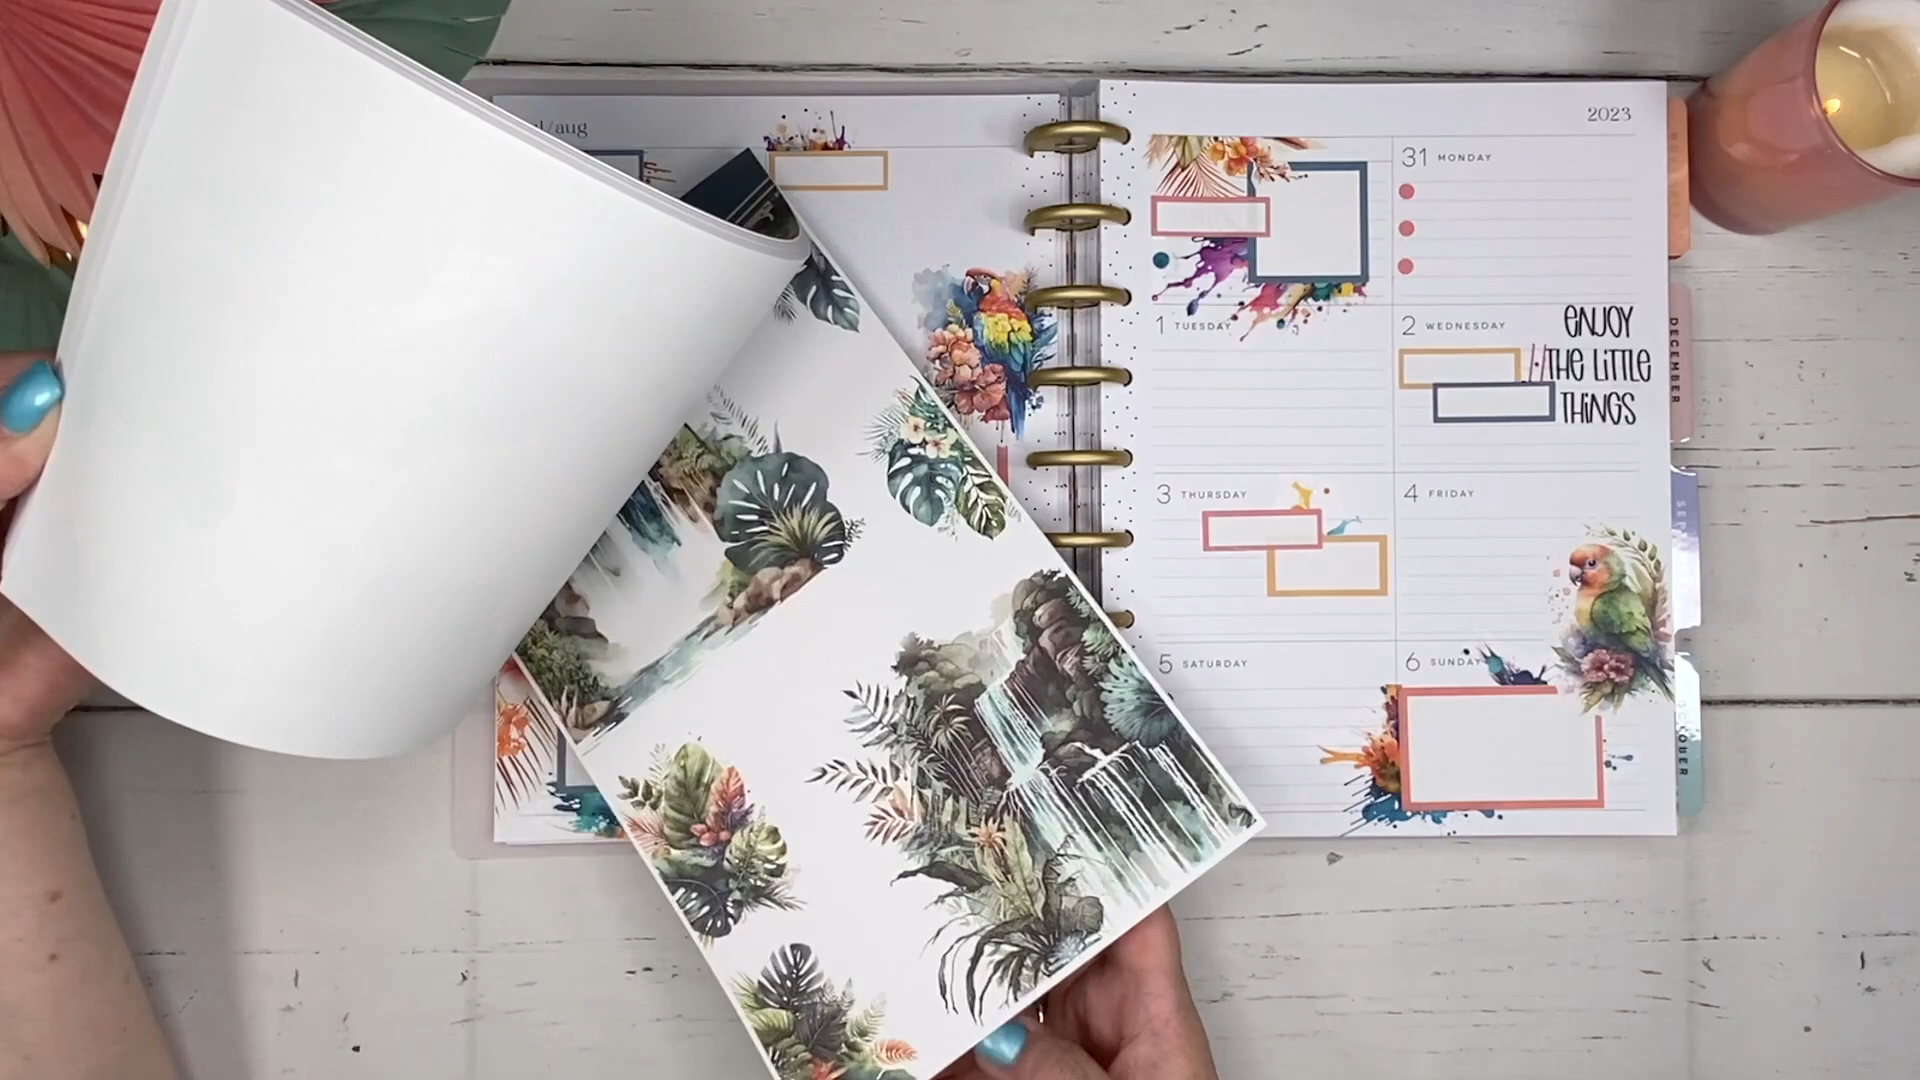 /aug
2023
31 MONDAY
1 TUESDAY
2 WEDNESDAY
ENJOY
THE LITTLE
THINGS
3 THURSDAY
4 FRIDAY
5 SATURDAY
6 SUNDAY
DECEMBER